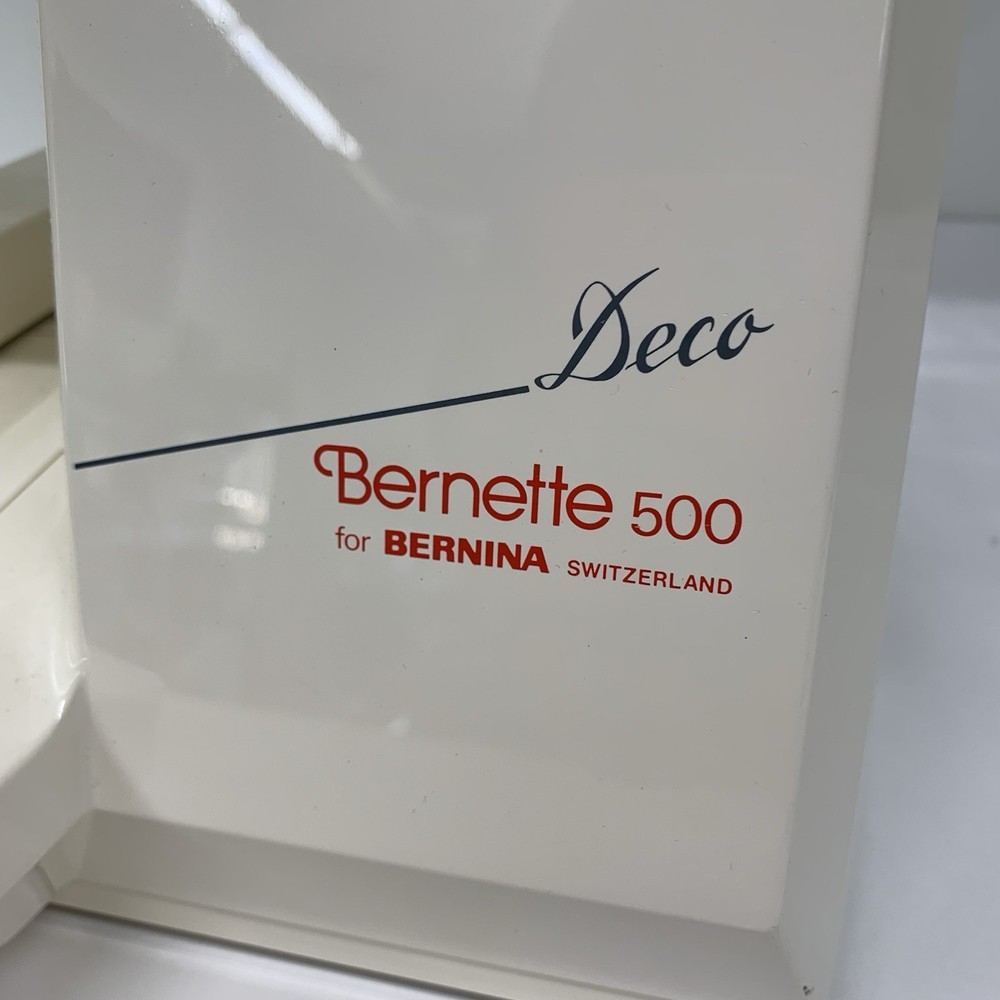 Deco
Bernette 500
for BERNINA SWITZERLAND